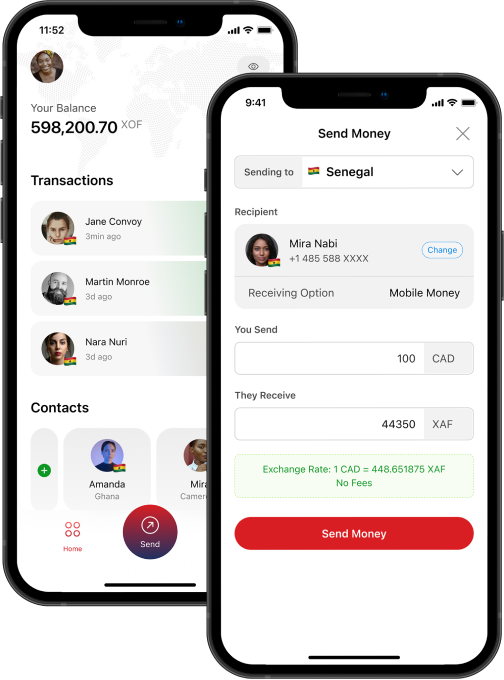 11:52
Your Balance
598,200.70 XOF
Transactions
Jane Convoy
3min ago
Martin Monroe
3d ago
Nara Nuri
3d ago
Contacts
Amanda
Ghana
Mira
Camer
Home
Send
9:41
Send Money
Sending to Senegal
Recipient
Mira Nabi
+1 485 588 XXXX
Change
Receiving Option Mobile Money
You Send
100 CAD
They Receive
44350 XAF
Exchange Rate: 1 CAD = 448.651875 XAF
No Fees
Send Money